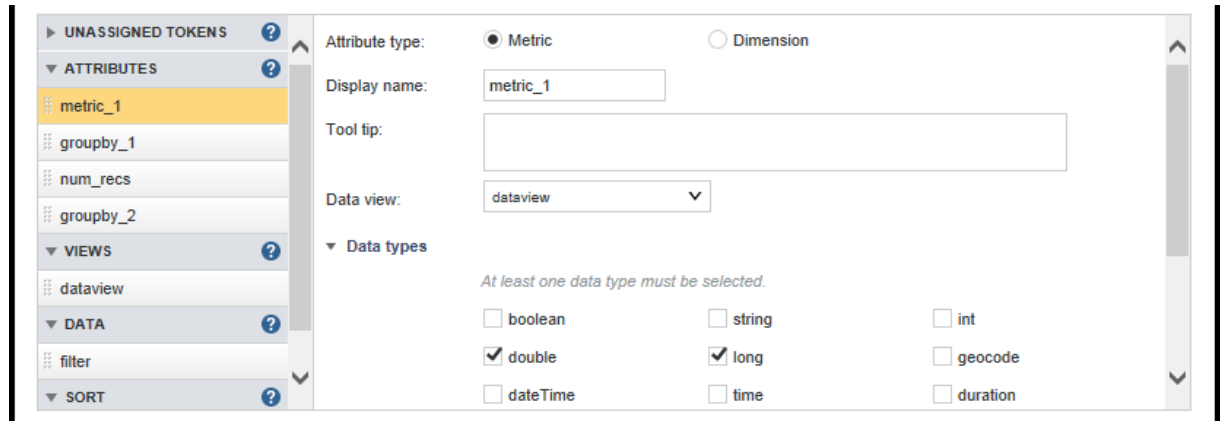 UNASSIGNED TOKENS
ATTRIBUTES
metric_1
groupby_1
num_recs
groupby_2
VIEWS
dataview
DATA
filter
SORT
Attribute type: Metric Dimension
Display name: metric_1
Tool tip:
Data view: dataview
Data types
At least one data type must be selected.
boolean string int
double long geocode
dateTime time duration